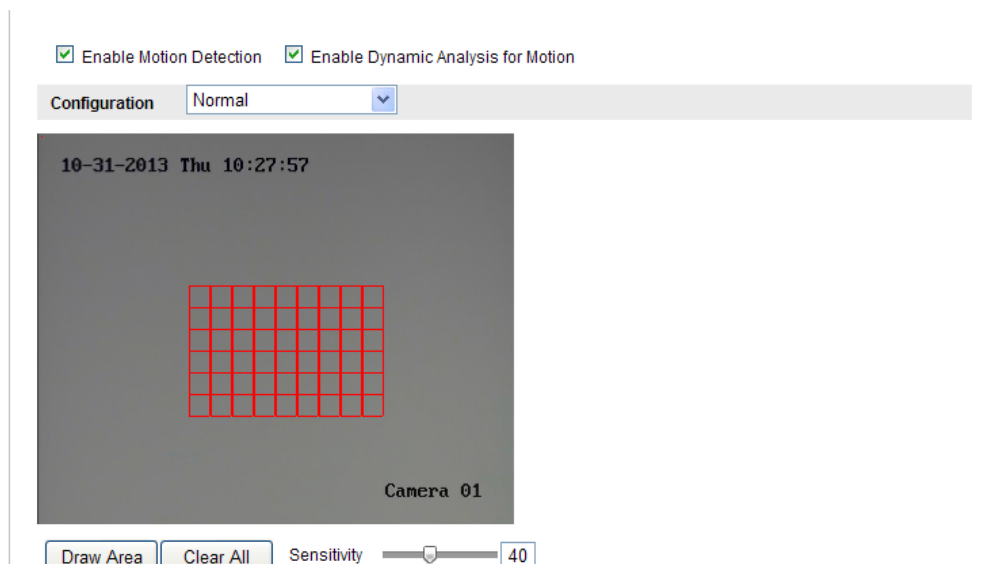 Enable Motion Detection Enable Dynamic Analysis for Motion
Configuration Normal
10-31-2013 Thu 10:27:57
Camera 01
Draw Area Clear All Sensitivity 40